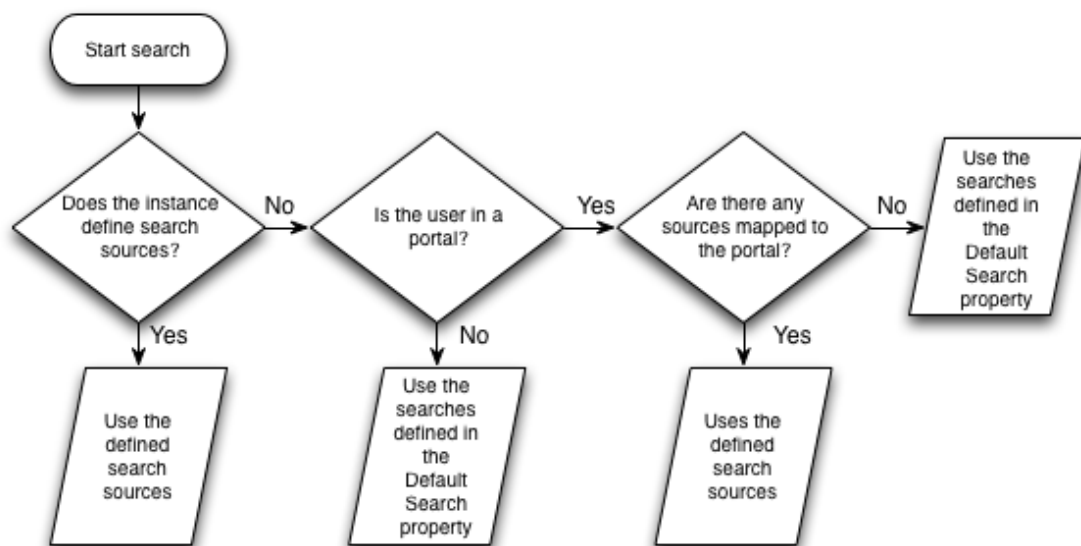 Start search
Does the instance
define search
sources?
No
Is the user in a
portal?
Yes
Are there any
sources mapped to
the portal?
No
Use the
searches
defined in
the
Default
Search
property
Yes
Use the
defined
search
sources
No
Use the
searches
defined in
the
Default
Search
property
Yes
Uses the
defined
search
sources